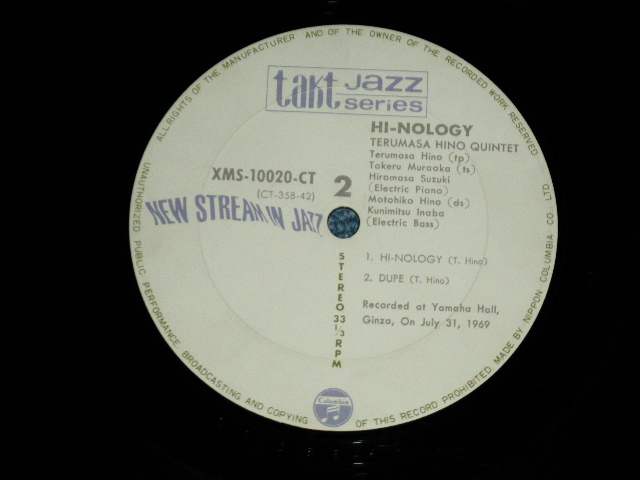 ALL RIGHTS OF THE MANUFACTURER AND OF THE OWNER OF THE RECORDED WORK RESERVED.
UNAUTHORIZED PUBLIC PERFORMANCE, BROADCASTING AND COPYING OF THIS RECORD PROHIBITED. MADE BY NIPPON COLUMBIA CO., LTD.
takt JAZZ
series
HI-NOLOGY
TERUMASA HINO QUINTET
Terumasa Hino (tp)
Takeru Muraoka (ts)
Hiromasa Suzuki
(Electric Piano)
Motohiko Hino (ds)
Kunimitsu Inaba
(Electric Bass)
XMS-10020-CT
(CT-358-42)
2
NEW STREAM IN JAZZ
STEREO 33 1/3 RPM
1. HI-NOLOGY (T. Hino)
2. DUPE (T. Hino)
Recorded at Yamaha Hall,
Ginza, On July 31, 1969
Columbia